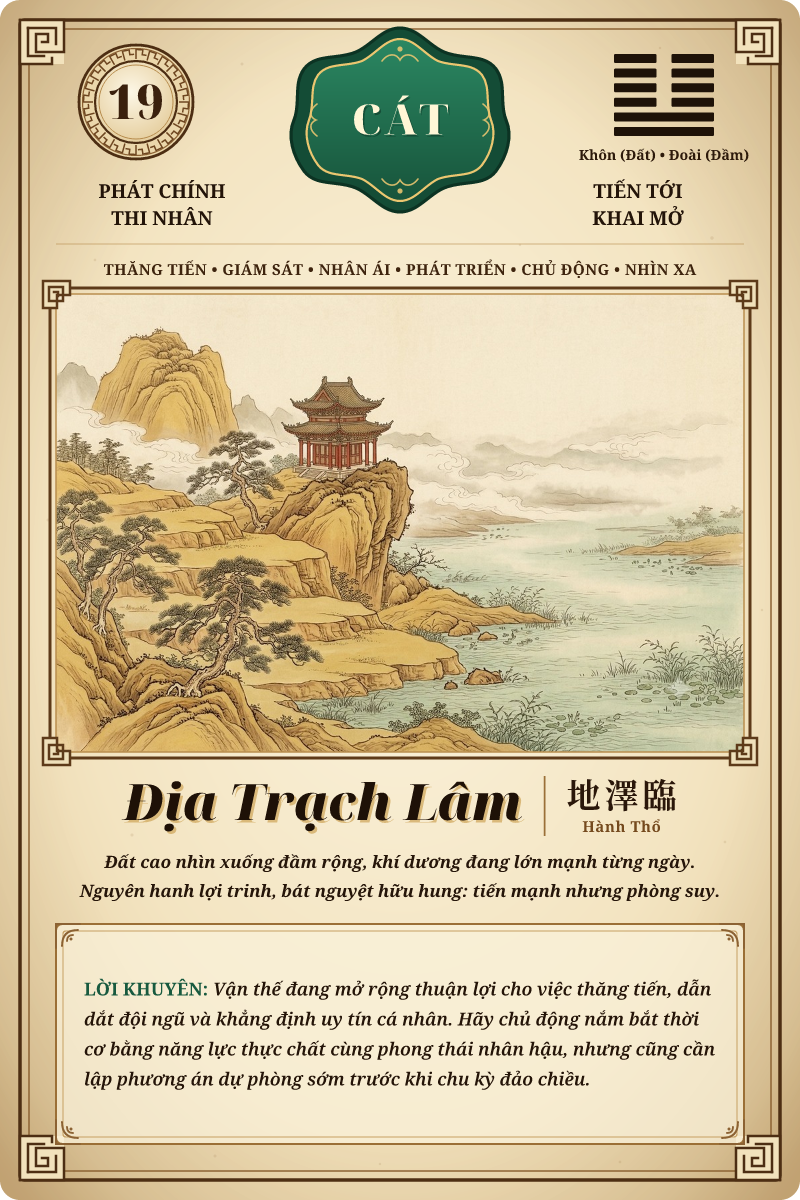 19
CÁT
Khôn (Đất) • Đoài (Đầm)
PHÁT CHÍNH
THI NHÂN
TIẾN TỚI
KHAI MỞ
THĂNG TIẾN • GIÁM SÁT • NHÂN ÁI • PHÁT TRIỂN • CHỦ ĐỘNG • NHÌN XA
Địa Trạch Lâm
地澤臨
Hành Thổ
Đất cao nhìn xuống đầm rộng, khí dương đang lớn mạnh từng ngày.
Nguyên hanh lợi trinh, bát nguyệt hữu hung: tiến mạnh nhưng phòng suy.
LỜI KHUYÊN: Vận thế đang mở rộng thuận lợi cho việc thăng tiến, dẫn
dắt đội ngũ và khẳng định uy tín cá nhân. Hãy chủ động nắm bắt thời
cơ bằng năng lực thực chất cùng phong thái nhân hậu, nhưng cũng cần
lập phương án dự phòng sớm trước khi chu kỳ đảo chiều.